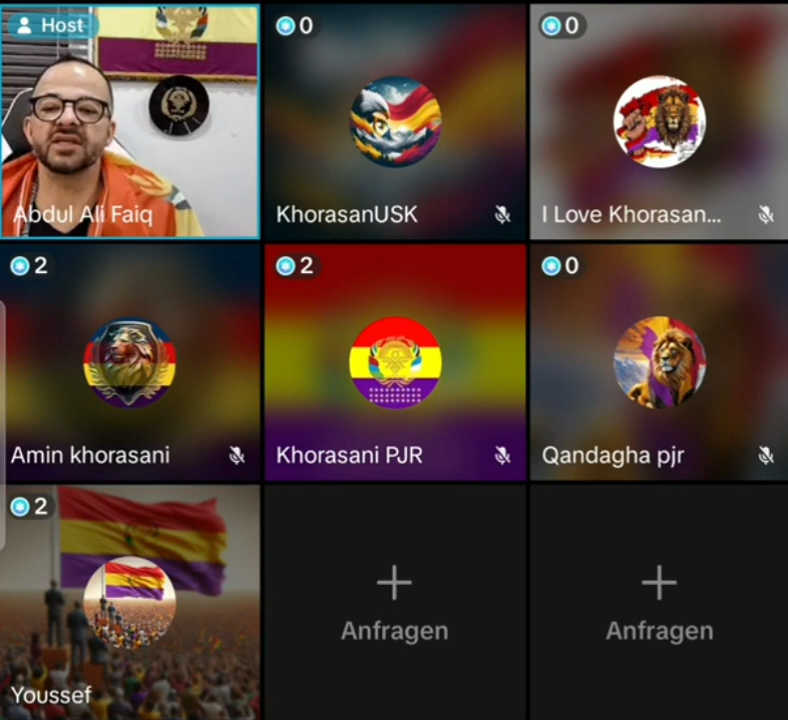 Host
Abdul Ali Faiq
0
KhorasanUSK
0
I Love Khorasan...
2
Amin khorasani
2
Khorasani PJR
0
Qandagha pjr
2
Youssef
Anfragen
Anfragen